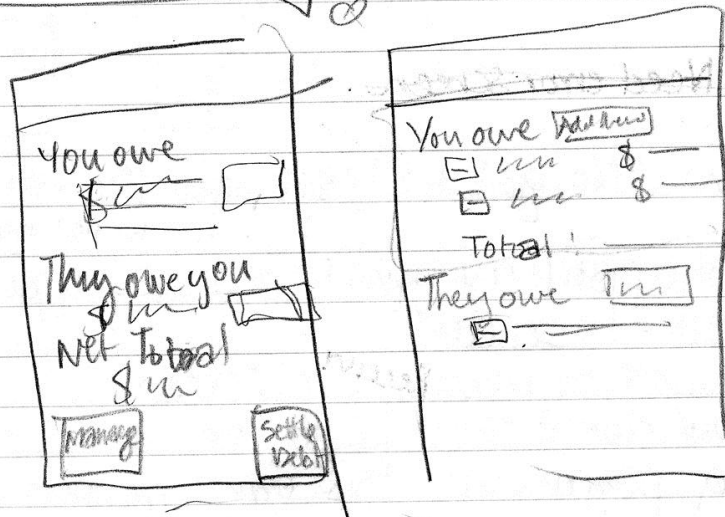 You owe
$
They owe you
$
Net Total
$
Manage
Settle
Debt
You owe
$
$
Total :
They owe